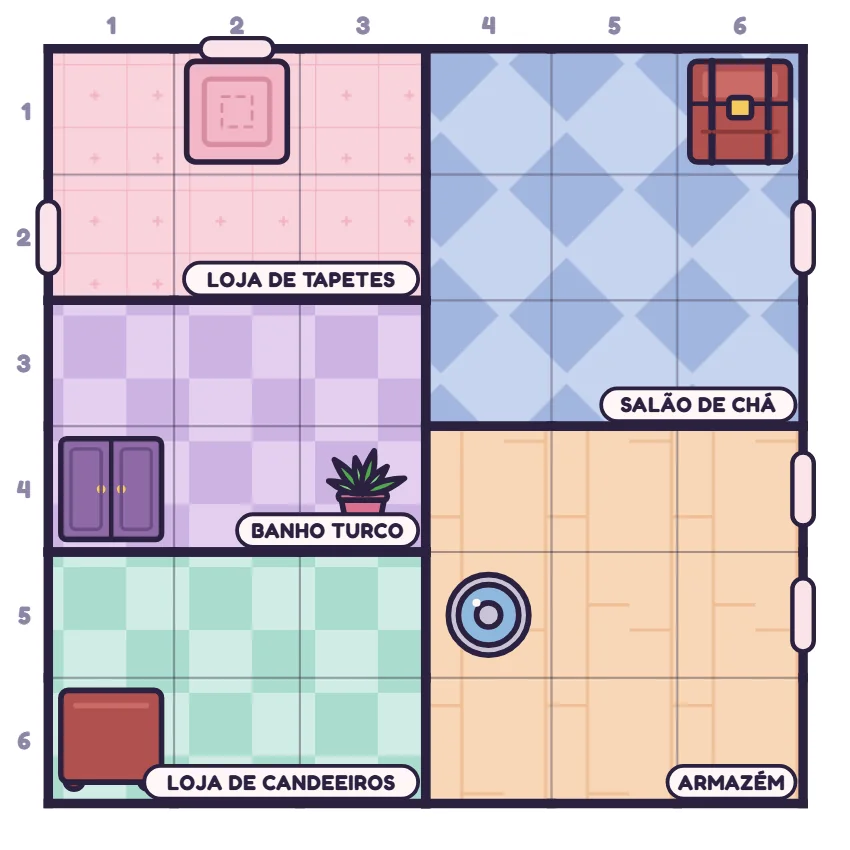 1 2 3 4 5 6
1
2
LOJA DE TAPETES
3
SALÃO DE CHÁ
4
BANHO TURCO
5
6
LOJA DE CANDEEIROS
ARMAZÉM